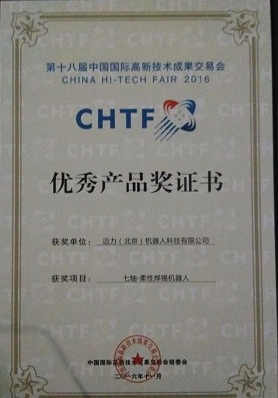 第十八届中国国际高新技术成果交易会
CHINA HI-TECH FAIR 2016
CHTF
优秀产品奖证书
获奖单位：迈力（北京）机器人科技有限公司
获奖项目：七轴-柔性焊锡机器人
中国国际高新技术成果交易会组委会
二〇一六年十一月